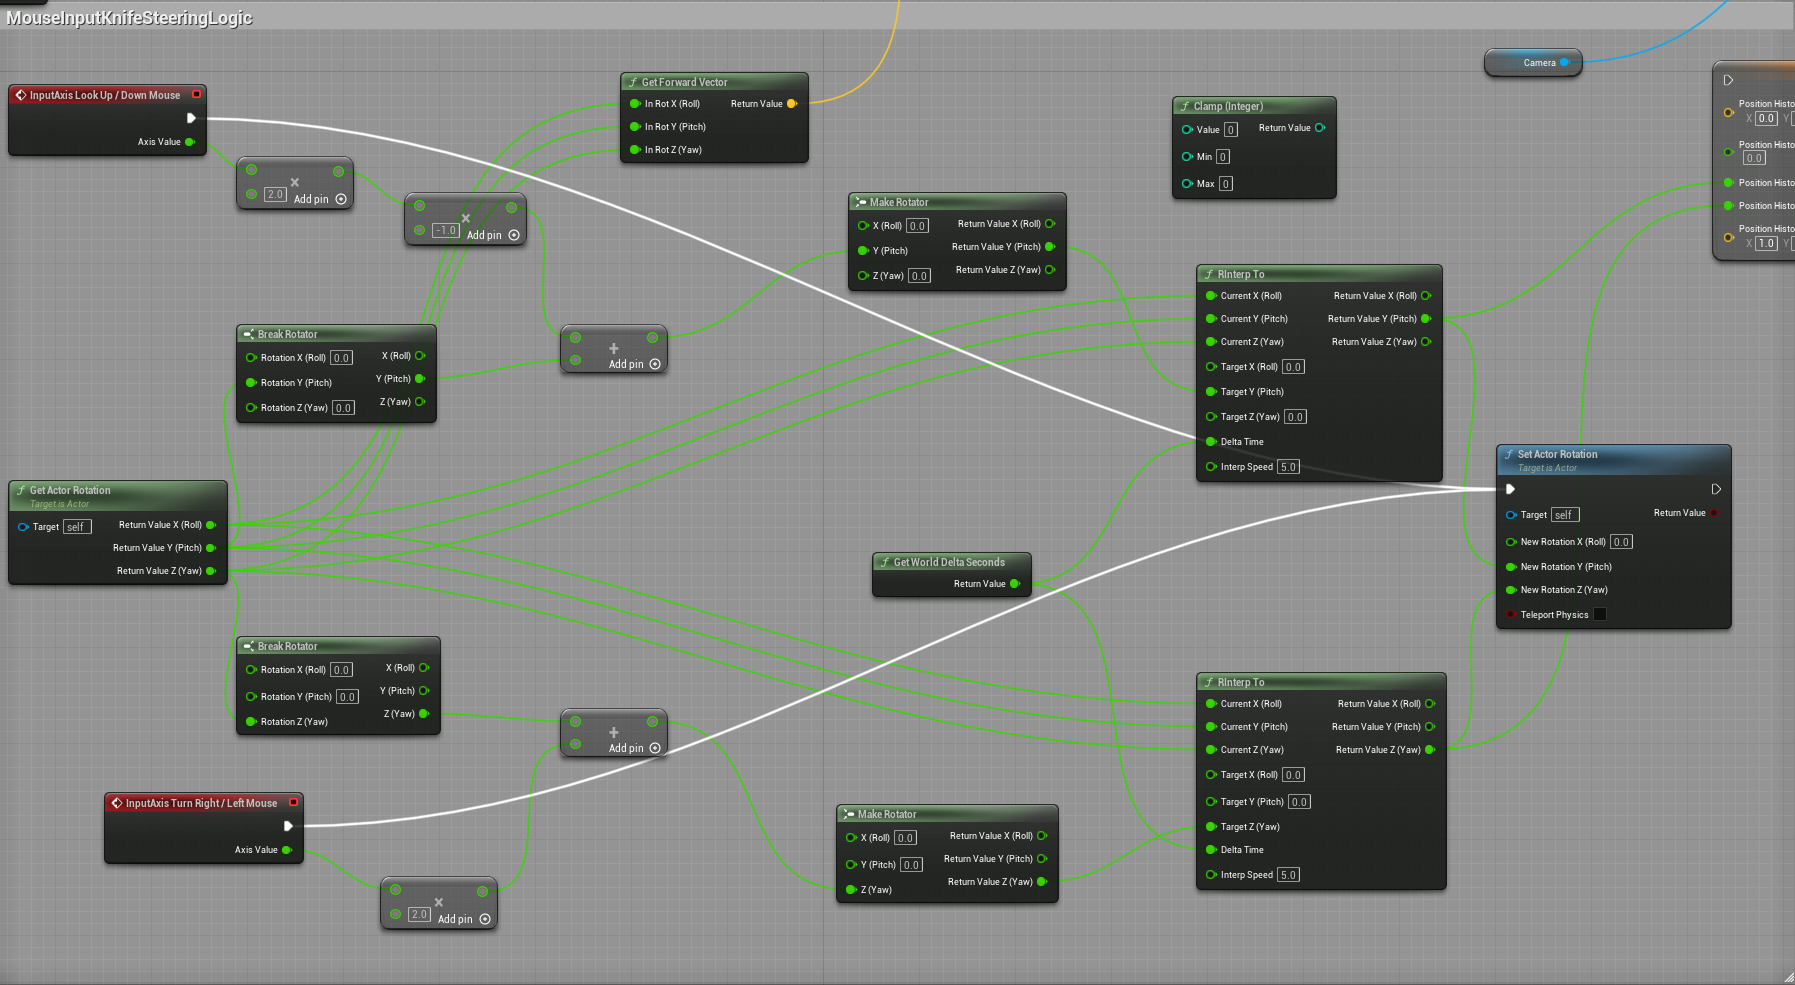 MouseInputKnifeSteeringLogic
InputAxis Look Up / Down Mouse
Axis Value
2.0
Add pin
-1.0
Add pin
Get Forward Vector
In Rot X (Roll) Return Value
In Rot Y (Pitch)
In Rot Z (Yaw)
Camera
Clamp (Integer)
Value 0 Return Value
Min 0
Max 0
Position Histo
X 0.0 Y
Position Histo
0.0
Position Histo
Position Histo
Position Histo
X 1.0 Y
Make Rotator
X (Roll) 0.0 Return Value X (Roll)
Y (Pitch) Return Value Y (Pitch)
Z (Yaw) 0.0 Return Value Z (Yaw)
Break Rotator
Rotation X (Roll) 0.0 X (Roll)
Rotation Y (Pitch) Y (Pitch)
Rotation Z (Yaw) 0.0 Z (Yaw)
Add pin
RInterp To
Current X (Roll) Return Value X (Roll)
Current Y (Pitch) Return Value Y (Pitch)
Current Z (Yaw) Return Value Z (Yaw)
Target X (Roll) 0.0
Target Y (Pitch)
Target Z (Yaw) 0.0
Delta Time
Interp Speed 5.0
Get Actor Rotation
Target is Actor
Target self Return Value X (Roll)
Return Value Y (Pitch)
Return Value Z (Yaw)
Set Actor Rotation
Target is Actor
Target self Return Value
New Rotation X (Roll) 0.0
New Rotation Y (Pitch)
New Rotation Z (Yaw)
Teleport Physics
Get World Delta Seconds
Return Value
Break Rotator
Rotation X (Roll) 0.0 X (Roll)
Rotation Y (Pitch) 0.0 Y (Pitch)
Rotation Z (Yaw) Z (Yaw)
Add pin
RInterp To
Current X (Roll) Return Value X (Roll)
Current Y (Pitch) Return Value Y (Pitch)
Current Z (Yaw) Return Value Z (Yaw)
Target X (Roll) 0.0
Target Y (Pitch) 0.0
Target Z (Yaw)
Delta Time
Interp Speed 5.0
InputAxis Turn Right / Left Mouse
Axis Value
2.0
Add pin
Make Rotator
X (Roll) 0.0 Return Value X (Roll)
Y (Pitch) 0.0 Return Value Y (Pitch)
Z (Yaw) Return Value Z (Yaw)